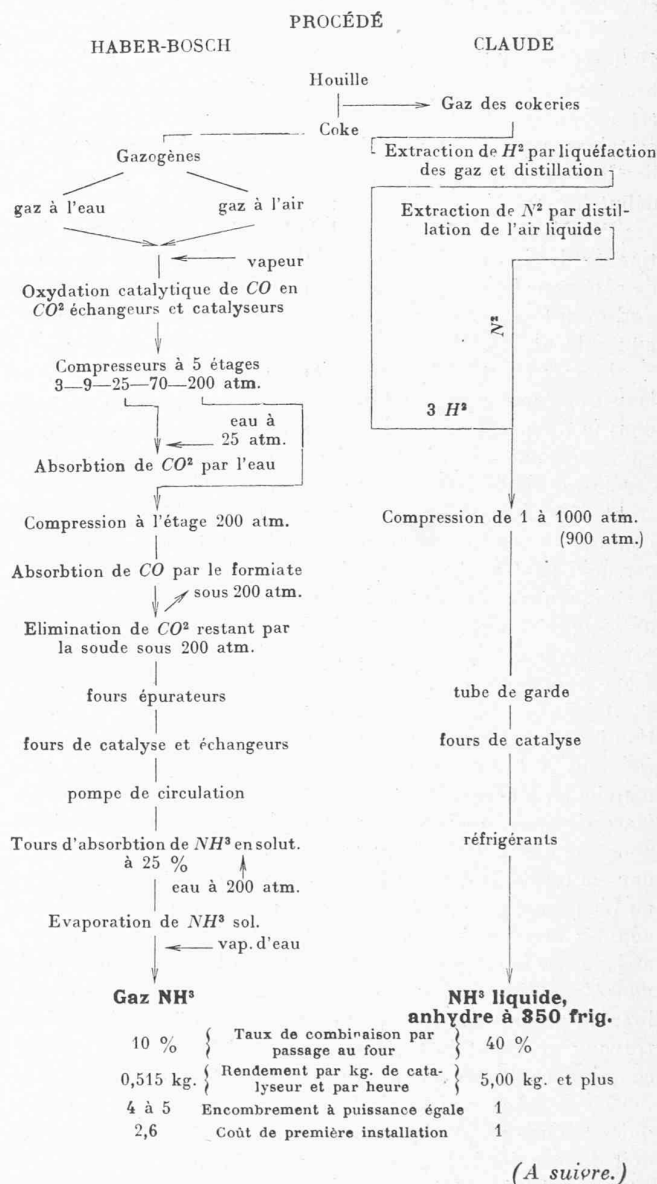 PROCÉDÉ
HABER-BOSCH CLAUDE
Houille
Gaz des cokeries
Coke
Gazogènes
Extraction de H² par liquéfaction
des gaz et distillation
gaz à l'eau
gaz à l'air
Extraction de N² par distil-
lation de l'air liquide
vapeur
Oxydation catalytique de CO en
CO² échangeurs et catalyseurs
N²
Compresseurs à 5 étages
3—9—25—70—200 atm.
3 H²
eau à
25 atm.
Absorbtion de CO² par l'eau
Compression à l'étage 200 atm.
Compression de 1 à 1000 atm.
(900 atm.)
Absorbtion de CO par le formiate
sous 200 atm.
Elimination de CO² restant par
la soude sous 200 atm.
fours épurateurs
tube de garde
fours de catalyse et échangeurs
fours de catalyse
pompe de circulation
Tours d'absorbtion de NH³ en solut.
à 25 %
réfrigérants
eau à 200 atm.
Evaporation de NH³ sol.
vap. d'eau
Gaz NH³
NH³ liquide,
anhydre à 350 frig.
10 % { Taux de combinaison par
passage au four } 40 %
0,515 kg. { Rendement par kg. de cata-
lyseur et par heure } 5,00 kg. et plus
4 à 5 Encombrement à puissance égale 1
2,6 Coût de première installation 1
(A suivre.)